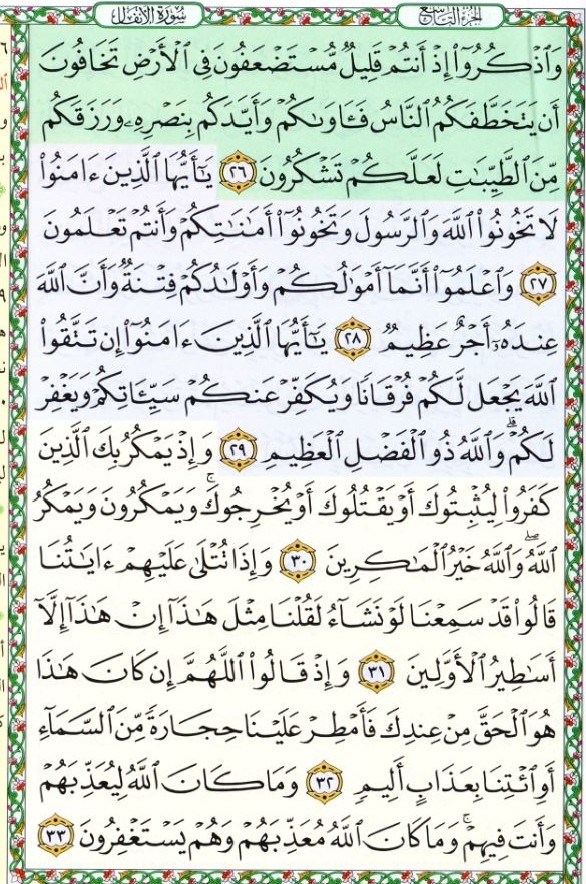 الجزء التاسع
سورة الأنفال
وَٱذْكُرُوٓا۟ إِذْ أَنتُمْ قَلِيلٌ مُّسْتَضْعَفُونَ فِى ٱلْأَرْضِ تَخَافُونَ
أَن يَتَخَطَّفَكُمُ ٱلنَّاسُ فَـَٔاوَىٰكُمْ وَأَيَّدَكُم بِنَصْرِهِۦ وَرَزَقَكُم
مِّنَ ٱلطَّيِّبَـٰتِ لَعَلَّكُمْ تَشْكُرُونَ ٢٦ يَـٰٓأَيُّهَا ٱلَّذِينَ ءَامَنُوا۟
لَا تَخُونُوا۟ ٱللَّهَ وَٱلرَّسُولَ وَتَخُونُوٓا۟ أَمَـٰنَـٰتِكُمْ وَأَنتُمْ تَعْلَمُونَ
٢٧ وَٱعْلَمُوٓا۟ أَنَّمَآ أَمْوَٰلُكُمْ وَأَوْلَـٰدُكُمْ فِتْنَةٌ وَأَنَّ ٱللَّهَ
عِندَهُۥٓ أَجْرٌ عَظِيمٌ ٢٨ يَـٰٓأَيُّهَا ٱلَّذِينَ ءَامَنُوٓا۟ إِن تَتَّقُوا۟
ٱللَّهَ يَجْعَل لَّكُمْ فُرْقَانًا وَيُكَفِّرْ عَنكُمْ سَيِّـَٔاتِكُمْ وَيَغْفِرْ
لَكُمْ ۗ وَٱللَّهُ ذُو ٱلْفَضْلِ ٱلْعَظِيمِ ٢٩ وَإِذْ يَمْكُرُ بِكَ ٱلَّذِينَ
كَفَرُوا۟ لِيُثْبِتُوكَ أَوْ يَقْتُلُوكَ أَوْ يُخْرِجُوكَ ۚ وَيَمْكُرُونَ وَيَمْكُرُ
ٱللَّهُ ۖ وَٱللَّهُ خَيْرُ ٱلْمَـٰكِرِينَ ٣٠ وَإِذَا تُتْلَىٰ عَلَيْهِمْ ءَايَـٰتُنَا
قَالُوا۟ قَدْ سَمِعْنَا لَوْ نَشَآءُ لَقُلْنَا مِثْلَ هَـٰذَآ ۙ إِنْ هَـٰذَآ إِلَّآ
أَسَـٰطِيرُ ٱلْأَوَّلِينَ ٣١ وَإِذْ قَالُوا۟ ٱللَّهُمَّ إِن كَانَ هَـٰذَا
هُوَ ٱلْحَقَّ مِنْ عِندِكَ فَأَمْطِرْ عَلَيْنَا حِجَارَةً مِّنَ ٱلسَّمَآءِ
أَوِ ٱئْتِنَا بِعَذَابٍ أَلِيمٍ ٣٢ وَمَا كَانَ ٱللَّهُ لِيُعَذِّبَهُمْ
وَأَنتَ فِيهِمْ ۚ وَمَا كَانَ ٱللَّهُ مُعَذِّبَهُمْ وَهُمْ يَسْتَغْفِرُونَ ٣٣